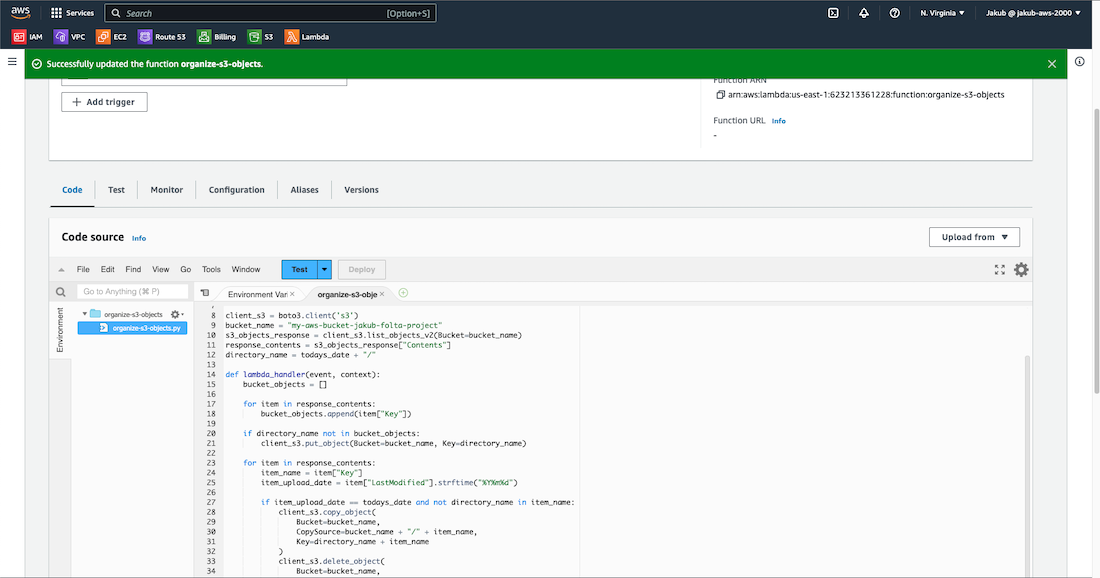 aws Services Search [Option+S] N. Virginia Jakub @ jakub-aws-2000
IAM VPC EC2 Route 53 Billing S3 Lambda
Successfully updated the function organize-s3-objects.
Function ARN
Add trigger
arn:aws:lambda:us-east-1:623213361228:function:organize-s3-objects
Function URL Info
-
Code Test Monitor Configuration Aliases Versions
Code source Info Upload from
File Edit Find View Go Tools Window Test Deploy
Go to Anything (⌘ P) Environment Vari organize-s3-obje
Environment
organize-s3-objects
organize-s3-objects.py
8 client_s3 = boto3.client('s3')
9 bucket_name = "my-aws-bucket-jakub-folta-project"
10 s3_objects_response = client_s3.list_objects_v2(Bucket=bucket_name)
11 response_contents = s3_objects_response["Contents"]
12 directory_name = todays_date + "/"
13
14 def lambda_handler(event, context):
15 bucket_objects = []
16
17 for item in response_contents:
18 bucket_objects.append(item["Key"])
19
20 if directory_name not in bucket_objects:
21 client_s3.put_object(Bucket=bucket_name, Key=directory_name)
22
23 for item in response_contents:
24 item_name = item["Key"]
25 item_upload_date = item["LastModified"].strftime("%Y%m%d")
26
27 if item_upload_date == todays_date and not directory_name in item_name:
28 client_s3.copy_object(
29 Bucket=bucket_name,
30 CopySource=bucket_name + "/" + item_name,
31 Key=directory_name + item_name
32 )
33 client_s3.delete_object(
34 Bucket=bucket_name,